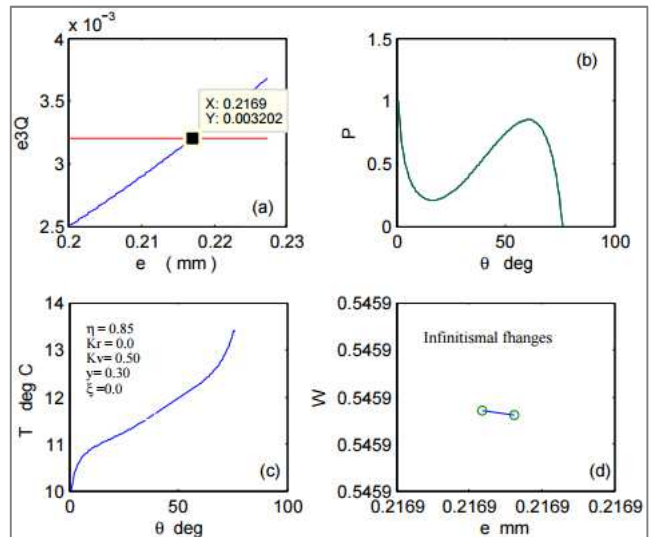 x 10⁻³
4
3.5
3
2.5
e3Q
X: 0.2169
Y: 0.003202
(a)
0.2 0.21 0.22 0.23
e ( mm )
1.5
1
0.5
0
P
(b)
0 50 100
θ deg
14
13
12
11
10
T deg C
η = 0.85
Kr = 0.0
Kv= 0.50
y= 0.30
ξ =0.0
(c)
0 50 100
θ deg
0.5459
0.5459
0.5459
0.5459
0.5459
W
Infinitismal fhanges
(d)
0.2169 0.2169 0.2169 0.2169
e mm